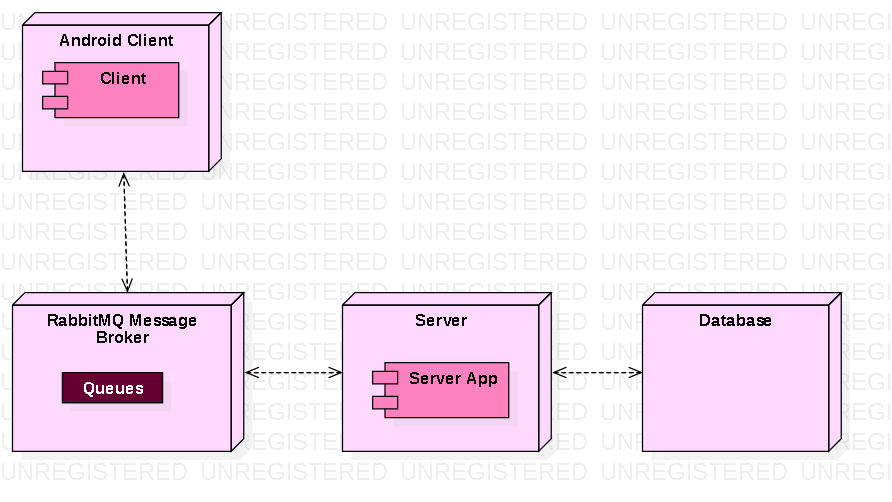 UNREGISTERED UNREGISTERED UNREGISTERED UNREGISTERED UNREGISTERED
Android Client
Client
RabbitMQ Message
Broker
Queues
Server
Server App
Database